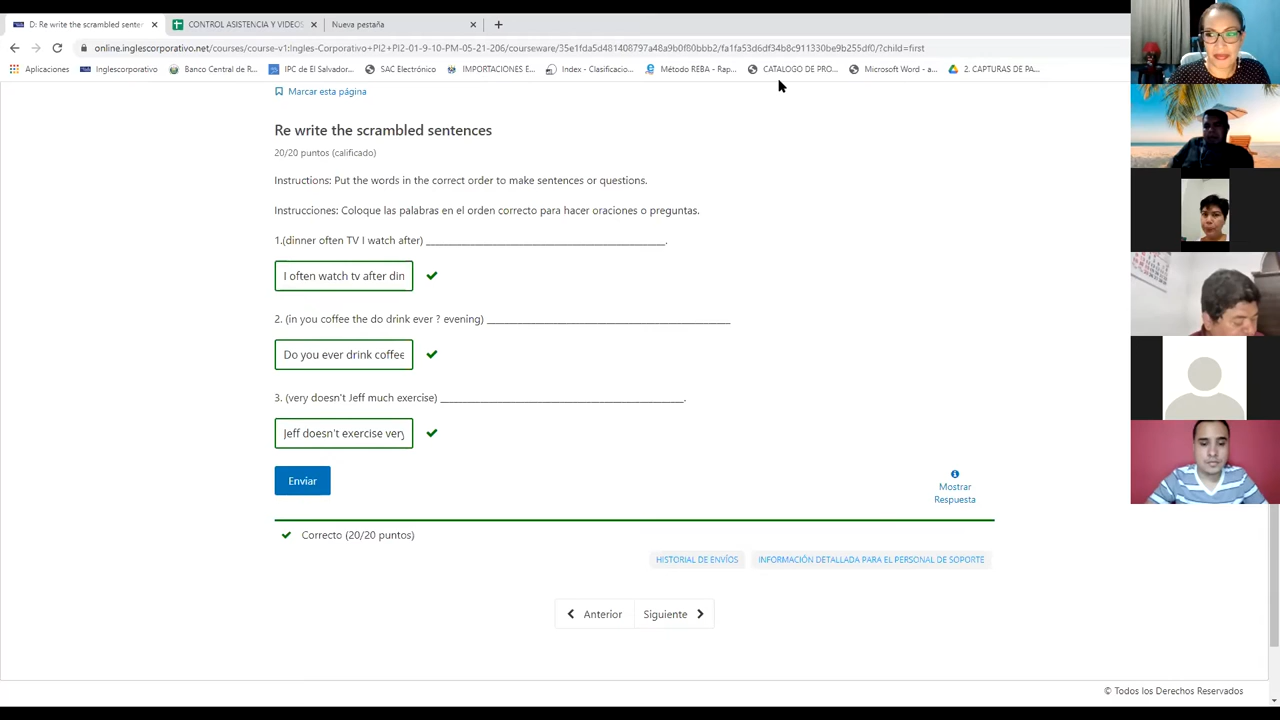 D: Re write the scrambled senter
CONTROL ASISTENCIA Y VIDEOS
Nueva pestaña
online.inglescorporativo.net/courses/course-v1:Ingles-Corporativo+PI2+PI2-01-9-10-PM-05-21-206/courseware/35e1fda5d481408797a48a9b0f80bbb2/fa1fa53d6df34b8c911330be9b255df0/?child=first
Aplicaciones
Inglescorporativo
Banco Central de R...
IPC de El Salvador...
SAC Electrónico
IMPORTACIONES E...
Index - Clasificacio...
Método REBA - Rap...
CATALOGO DE PRO...
Microsoft Word - a...
2. CAPTURAS DE PA...
Marcar esta página
Re write the scrambled sentences
20/20 puntos (calificado)
Instructions: Put the words in the correct order to make sentences or questions.
Instrucciones: Coloque las palabras en el orden correcto para hacer oraciones o preguntas.
1.(dinner often TV I watch after) ________________________________________.
I often watch tv after din
2. (in you coffee the do drink ever ? evening) ________________________________________
Do you ever drink coffee
3. (very doesn't Jeff much exercise) ________________________________________.
Jeff doesn't exercise very
Enviar
Mostrar
Respuesta
Correcto (20/20 puntos)
HISTORIAL DE ENVÍOS
INFORMACIÓN DETALLADA PARA EL PERSONAL DE SOPORTE
Anterior
Siguiente
© Todos los Derechos Reservados